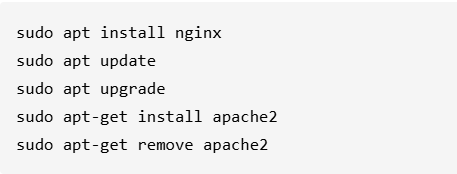 sudo apt install nginx
sudo apt update
sudo apt upgrade
sudo apt-get install apache2
sudo apt-get remove apache2